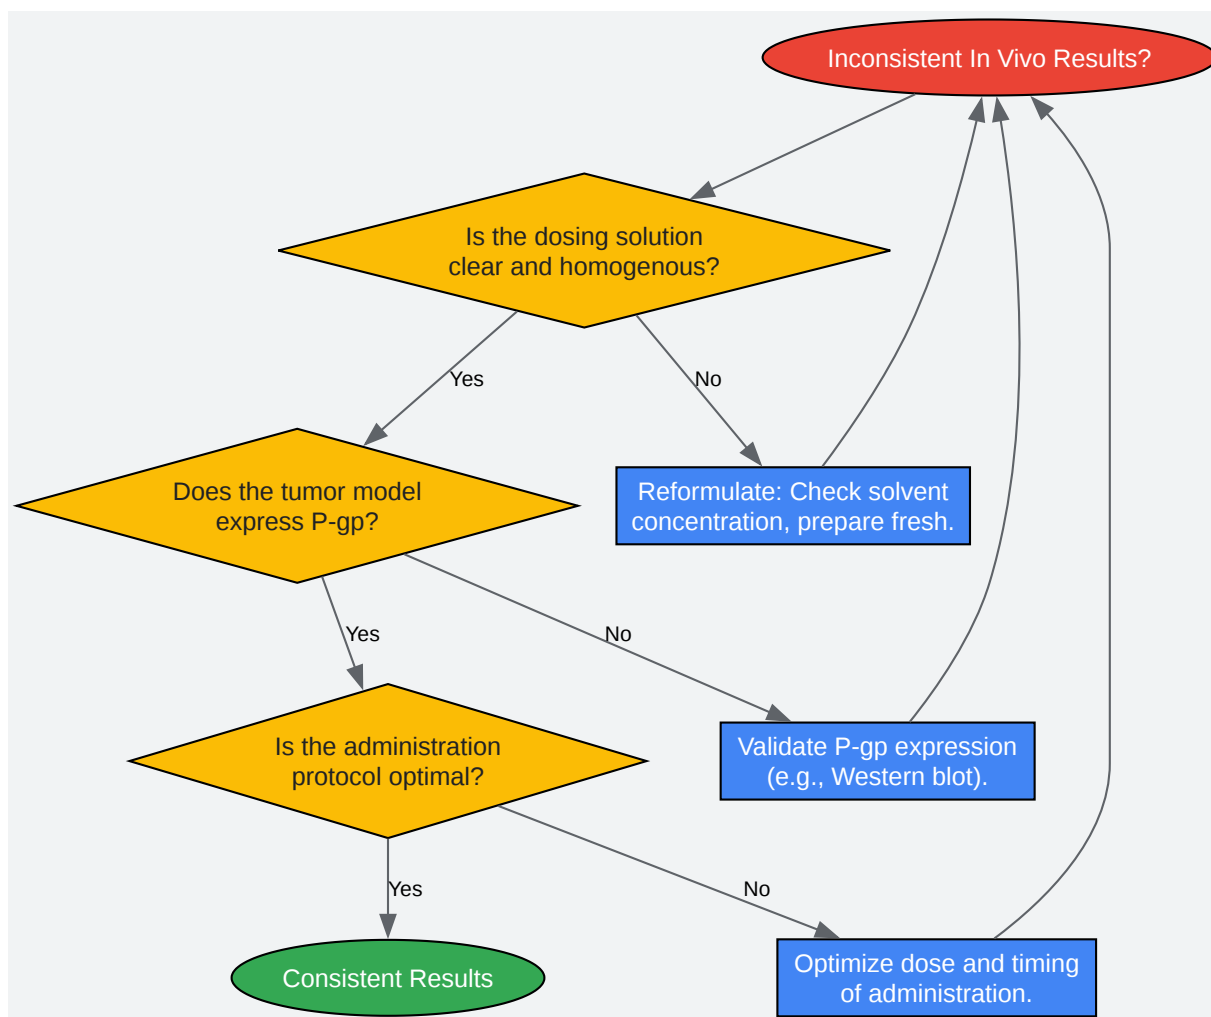 Inconsistent In Vivo Results?
Is the dosing solution
clear and homogenous?
Yes
No
Does the tumor model
express P-gp?
Reformulate: Check solvent
concentration, prepare fresh.
Yes
No
Is the administration
protocol optimal?
Validate P-gp expression
(e.g., Western blot).
Yes
No
Consistent Results
Optimize dose and timing
of administration.